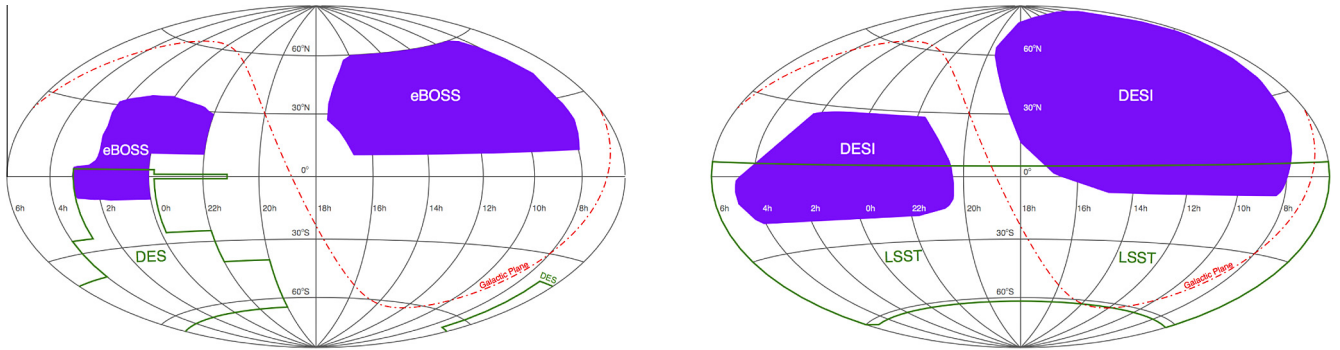 60°N
eBOSS
30°N
eBOSS
0°
6h
4h
2h
0h
22h
20h
18h
16h
14h
12h
10h
8h
30°S
DES
60°S
Galactic Plane
DES
60°N
DESI
30°N
DESI
0°
6h
4h
2h
0h
22h
20h
18h
16h
14h
12h
10h
8h
30°S
LSST
LSST
60°S
Galactic Plane